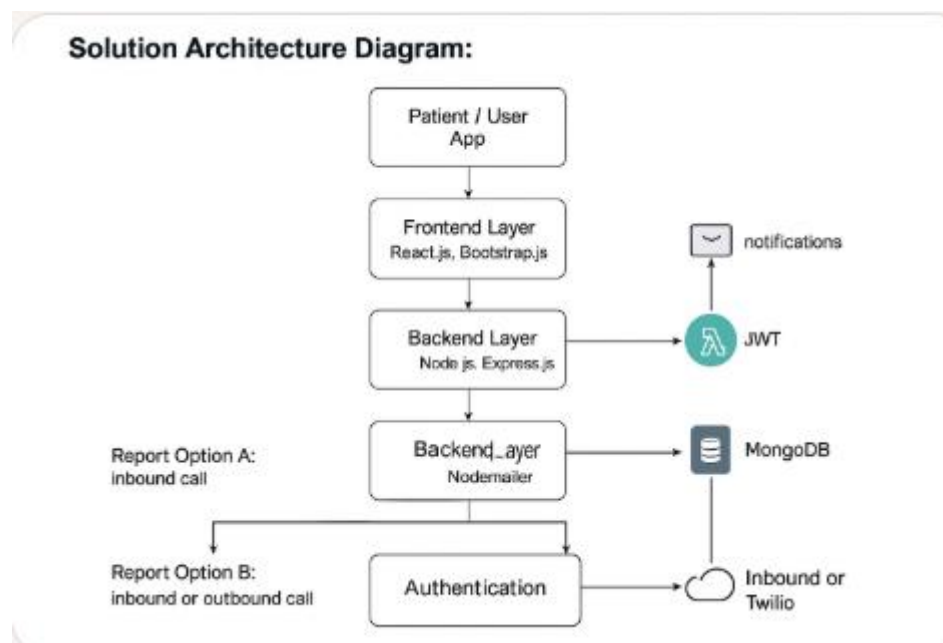 Solution Architecture Diagram:
Patient / User
App
Frontend Layer
React.js, Bootstrap.js
notifications
Backend Layer
Node js. Express.js
JWT
Backend_ayer
Nodemailer
MongoDB
Report Option A:
inbound call
Report Option B:
inbound or outbound call
Authentication
Inbound or
Twilio